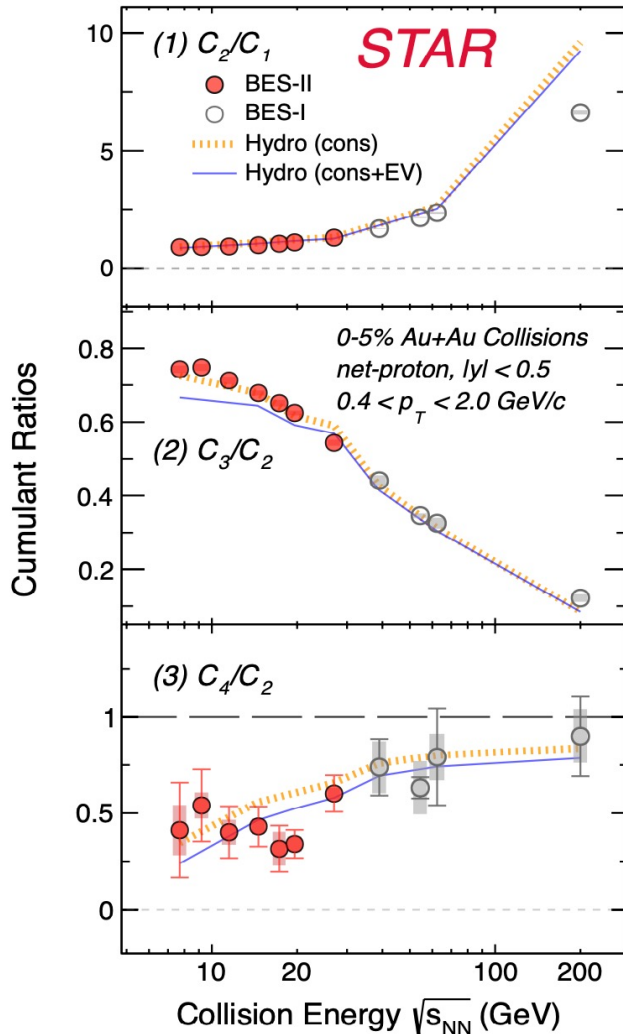 (1) C₂/C₁ STAR
BES-II
BES-I
Hydro (cons)
Hydro (cons+EV)
10
5
0
0-5% Au+Au Collisions
net-proton, |y| < 0.5
0.4 < p_T < 2.0 GeV/c
(2) C₃/C₂
0.8
0.6
0.4
0.2
Cumulant Ratios
(3) C₄/C₂
1
0.5
0
10 20 100 200
Collision Energy √s_NN (GeV)